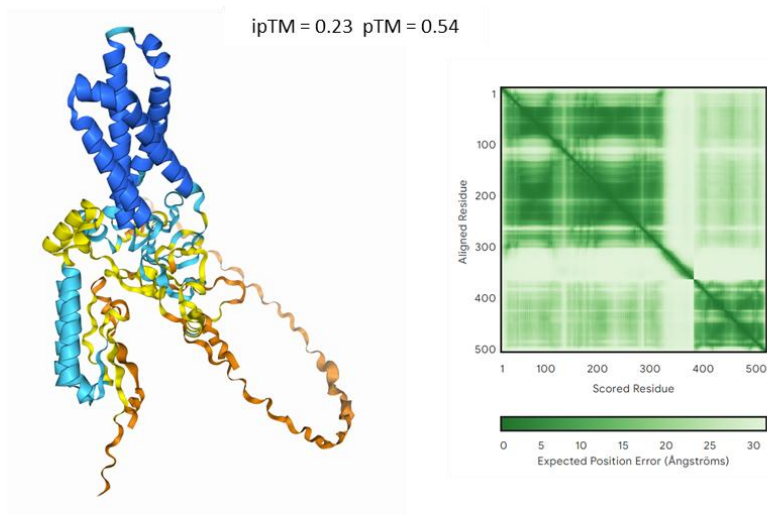 ipTM = 0.23 pTM = 0.54
1
100
200
300
400
500
Aligned Residue
1 100 200 300 400 500
Scored Residue
0 5 10 15 20 25 30
Expected Position Error (Ångströms)